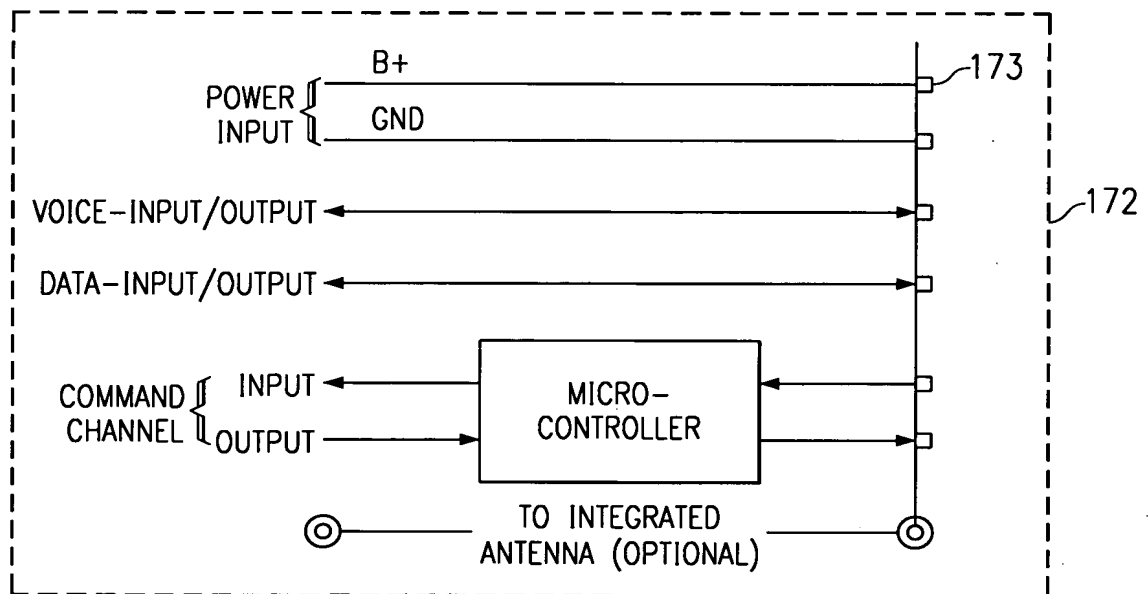 B+
173
POWER
INPUT
GND
VOICE-INPUT/OUTPUT
172
DATA-INPUT/OUTPUT
COMMAND
CHANNEL
INPUT
OUTPUT
MICRO-
CONTROLLER
TO INTEGRATED
ANTENNA (OPTIONAL)